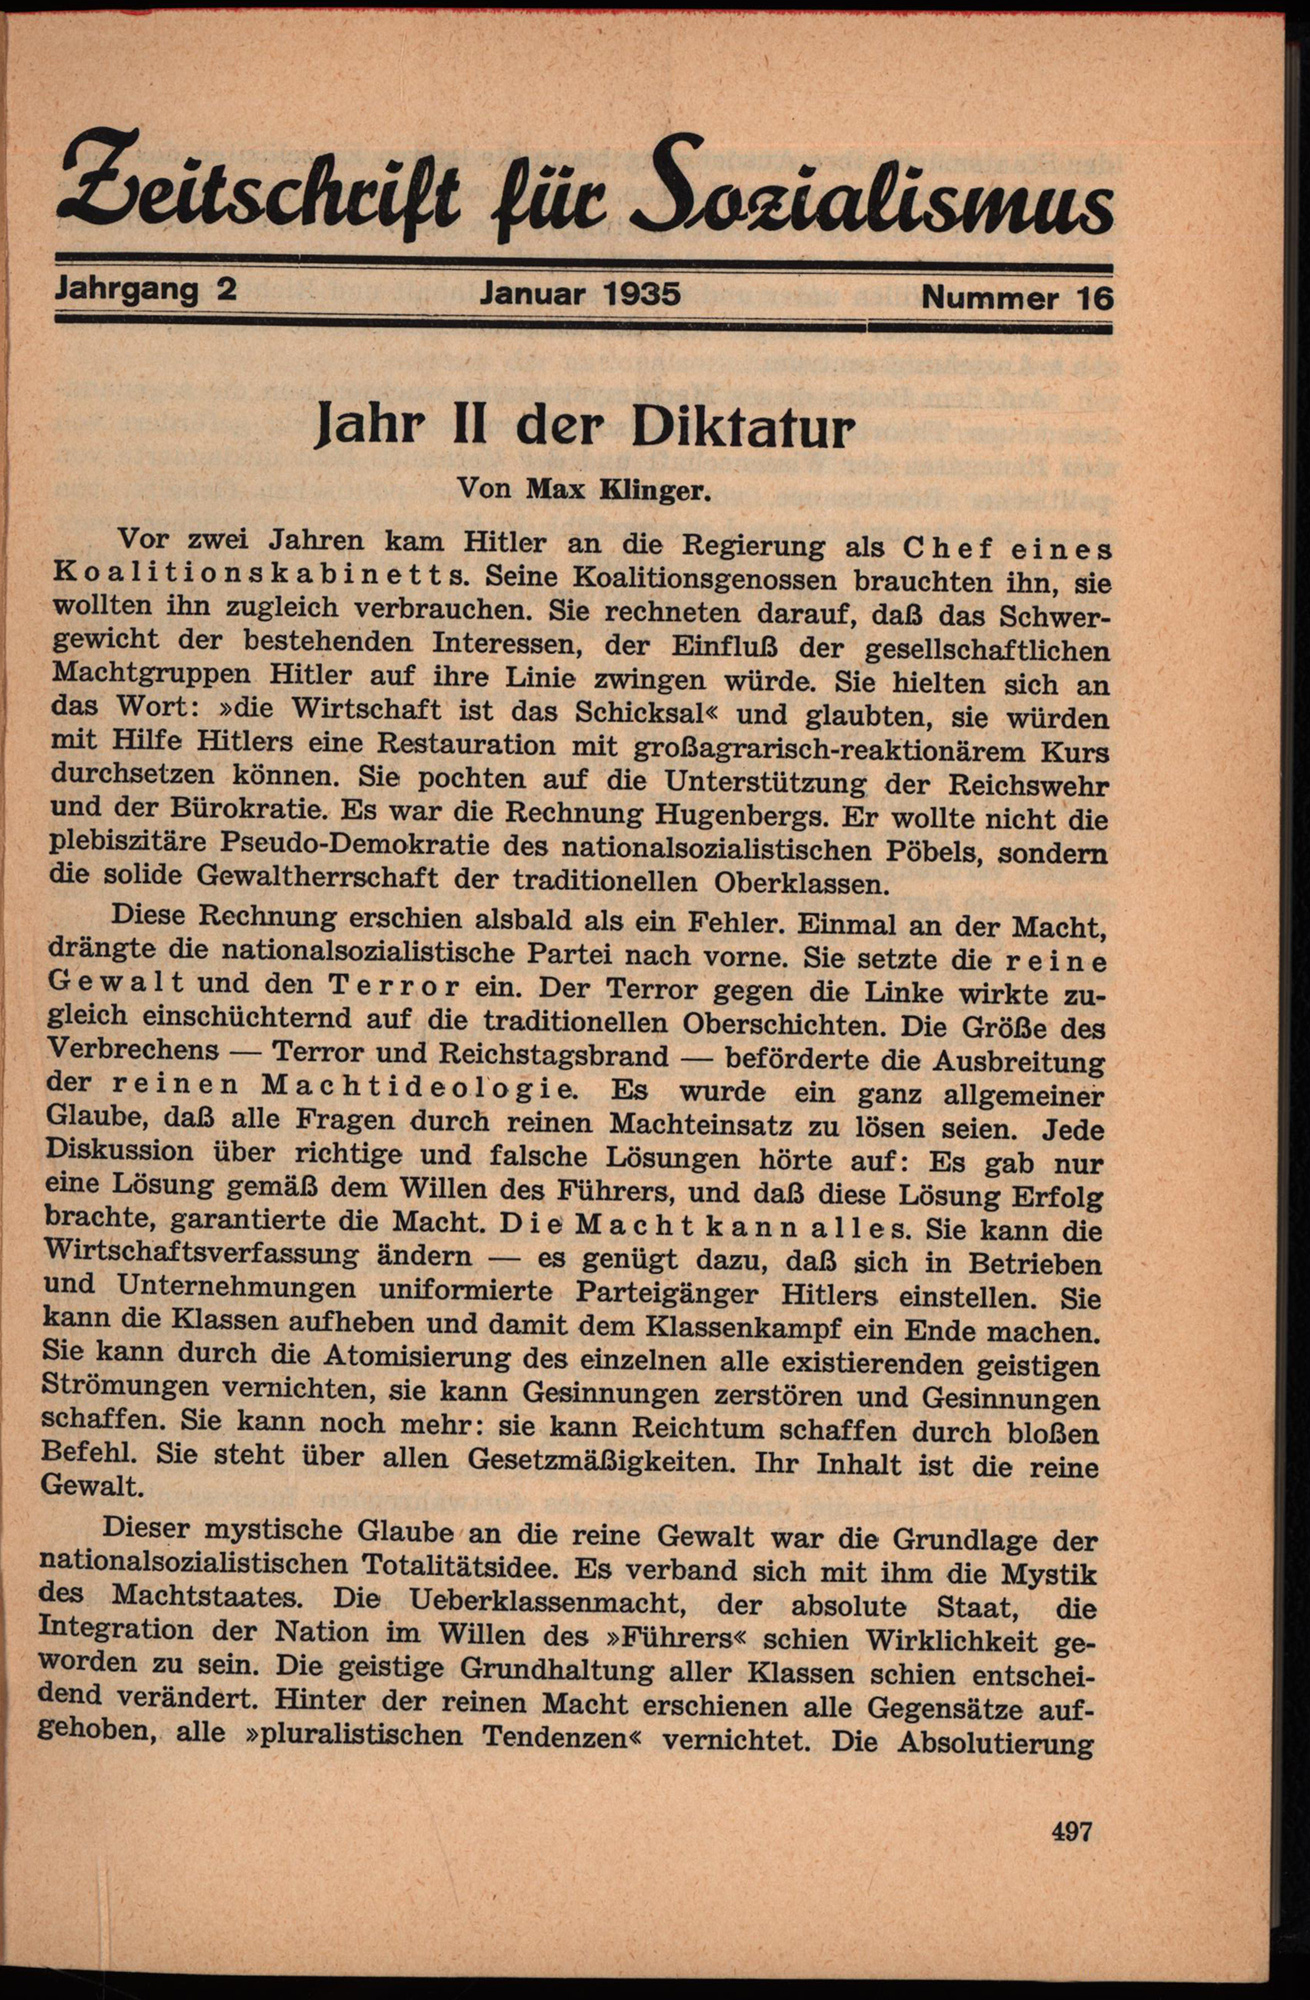 Zeitschrift für Sozialismus
Jahrgang 2 Januar 1935 Nummer 16
Jahr II der Diktatur
Von Max Klinger.
Vor zwei Jahren kam Hitler an die Regierung als Chef eines
Koalitionskabinetts. Seine Koalitionsgenossen brauchten ihn, sie
wollten ihn zugleich verbrauchen. Sie rechneten darauf, daß das Schwer-
gewicht der bestehenden Interessen, der Einfluß der gesellschaftlichen
Machtgruppen Hitler auf ihre Linie zwingen würde. Sie hielten sich an
das Wort: »die Wirtschaft ist das Schicksal« und glaubten, sie würden
mit Hilfe Hitlers eine Restauration mit großagrarisch-reaktionärem Kurs
durchsetzen können. Sie pochten auf die Unterstützung der Reichswehr
und der Bürokratie. Es war die Rechnung Hugenbergs. Er wollte nicht die
plebiszitäre Pseudo-Demokratie des nationalsozialistischen Pöbels, sondern
die solide Gewaltherrschaft der traditionellen Oberklassen.
Diese Rechnung erschien alsbald als ein Fehler. Einmal an der Macht,
drängte die nationalsozialistische Partei nach vorne. Sie setzte die reine
Gewalt und den Terror ein. Der Terror gegen die Linke wirkte zu-
gleich einschüchternd auf die traditionellen Oberschichten. Die Größe des
Verbrechens — Terror und Reichstagsbrand — beförderte die Ausbreitung
der reinen Machtideologie. Es wurde ein ganz allgemeiner
Glaube, daß alle Fragen durch reinen Machteinsatz zu lösen seien. Jede
Diskussion über richtige und falsche Lösungen hörte auf: Es gab nur
eine Lösung gemäß dem Willen des Führers, und daß diese Lösung Erfolg
brachte, garantierte die Macht. Die Macht kann alles. Sie kann die
Wirtschaftsverfassung ändern — es genügt dazu, daß sich in Betrieben
und Unternehmungen uniformierte Parteigänger Hitlers einstellen. Sie
kann die Klassen aufheben und damit dem Klassenkampf ein Ende machen.
Sie kann durch die Atomisierung des einzelnen alle existierenden geistigen
Strömungen vernichten, sie kann Gesinnungen zerstören und Gesinnungen
schaffen. Sie kann noch mehr: sie kann Reichtum schaffen durch bloßen
Befehl. Sie steht über allen Gesetzmäßigkeiten. Ihr Inhalt ist die reine
Gewalt.
Dieser mystische Glaube an die reine Gewalt war die Grundlage der
nationalsozialistischen Totalitätsidee. Es verband sich mit ihm die Mystik
des Machtstaates. Die Ueberklassenmacht, der absolute Staat, die
Integration der Nation im Willen des »Führers« schien Wirklichkeit ge-
worden zu sein. Die geistige Grundhaltung aller Klassen schien entschei-
dend verändert. Hinter der reinen Macht erschienen alle Gegensätze auf-
gehoben, alle »pluralistischen Tendenzen« vernichtet. Die Absolutierung
497